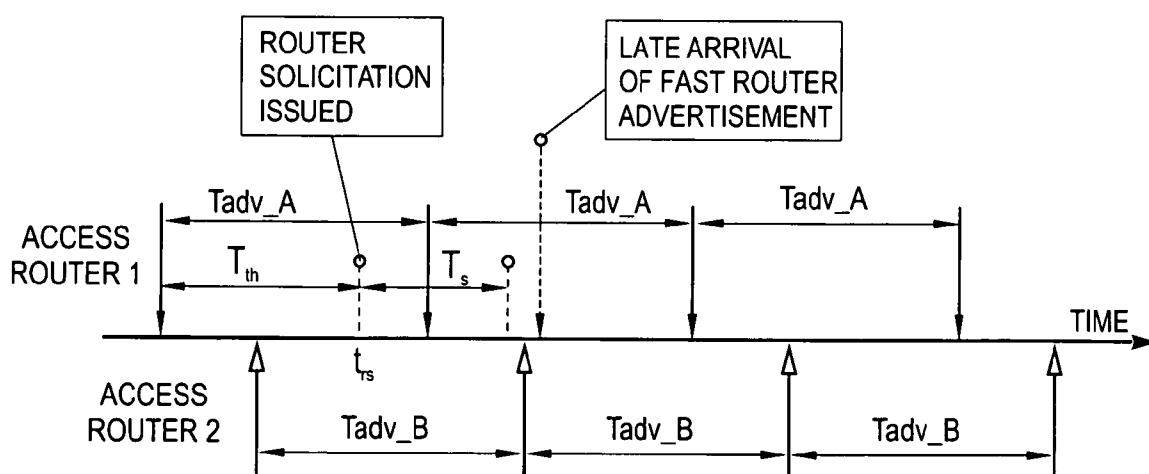 ROUTER
SOLICITATION
ISSUED
LATE ARRIVAL
OF FAST ROUTER
ADVERTISEMENT
Tadv_A
Tadv_A
Tadv_A
ACCESS
ROUTER 1
Tth
Ts
TIME
trs
ACCESS
ROUTER 2
Tadv_B
Tadv_B
Tadv_B